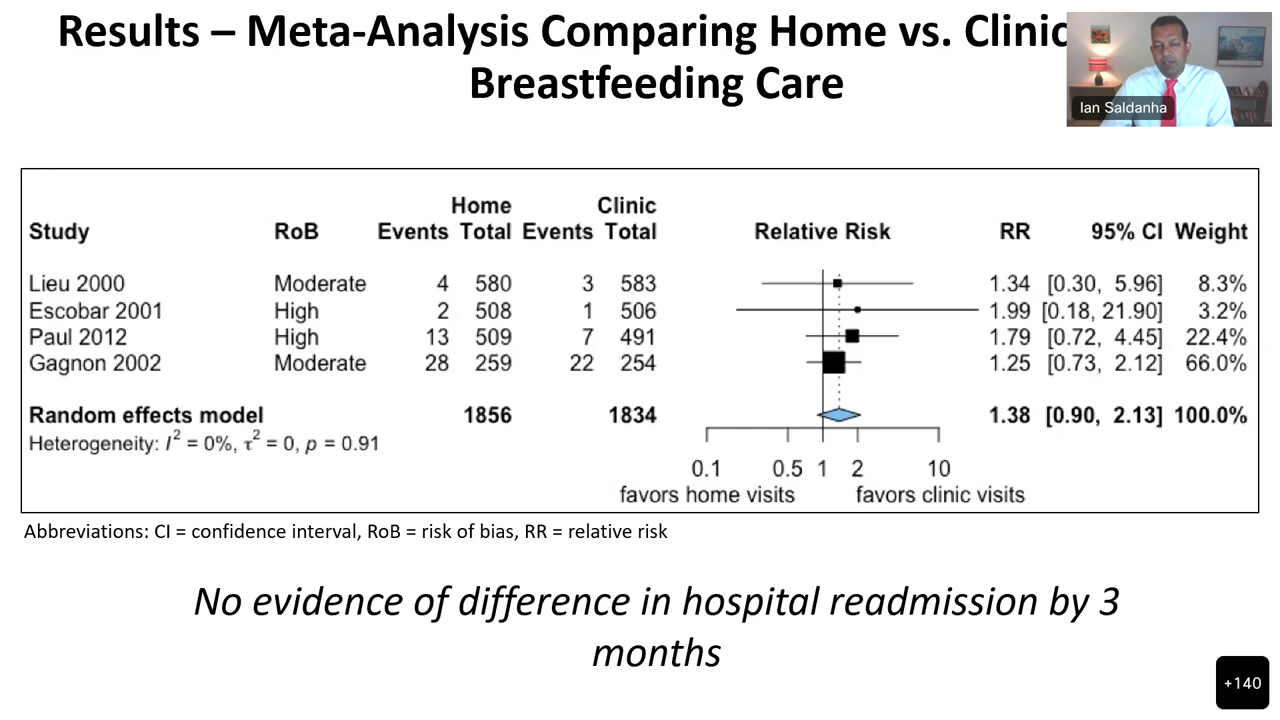 Results – Meta-Analysis Comparing Home vs. Clinic
Breastfeeding Care
Ian Saldanha
Home Clinic
Study RoB Events Total Events Total Relative Risk RR 95% CI Weight
Lieu 2000 Moderate 4 580 3 583 1.34 [0.30, 5.96] 8.3%
Escobar 2001 High 2 508 1 506 1.99 [0.18, 21.90] 3.2%
Paul 2012 High 13 509 7 491 1.79 [0.72, 4.45] 22.4%
Gagnon 2002 Moderate 28 259 22 254 1.25 [0.73, 2.12] 66.0%
Random effects model 1856 1834 1.38 [0.90, 2.13] 100.0%
Heterogeneity: I² = 0%, τ² = 0, p = 0.91
0.1 0.5 1 2 10
favors home visits favors clinic visits
Abbreviations: CI = confidence interval, RoB = risk of bias, RR = relative risk
No evidence of difference in hospital readmission by 3
months
+140